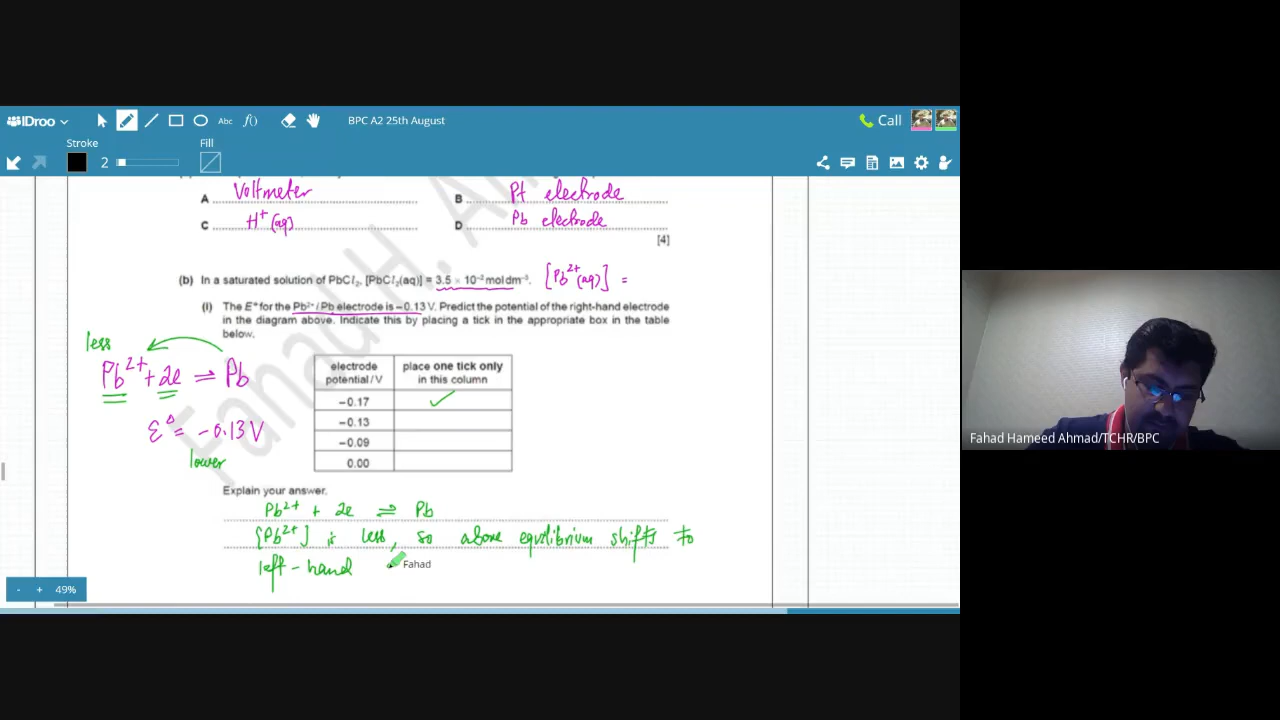 IDroo
Abc
f()
BPC A2 25th August
Call
Stroke
Fill
2
A Voltmeter
B Pt electrode
C H⁺(aq)
D Pb electrode
[4]
(b) In a saturated solution of PbCl₂, [PbCl₂(aq)] = 3.5 × 10⁻² mol dm⁻³. [Pb²⁺(aq)] =
(i) The E⦵ for the Pb²⁺/Pb electrode is –0.13 V. Predict the potential of the right-hand electrode
in the diagram above. Indicate this by placing a tick in the appropriate box in the table
below.
less
Pb²⁺ + 2e ⇌ Pb
E⦵ = -0.13 V
lower
electrode potential / V
place one tick only in this column
–0.17 ✓
–0.13
–0.09
0.00
Explain your answer.
Pb²⁺ + 2e ⇌ Pb
[Pb²⁺] is less, so above equilibrium shifts to
left-hand
Fahad
- + 49%
Fahad H. A
Fahad Hameed Ahmad/TCHR/BPC